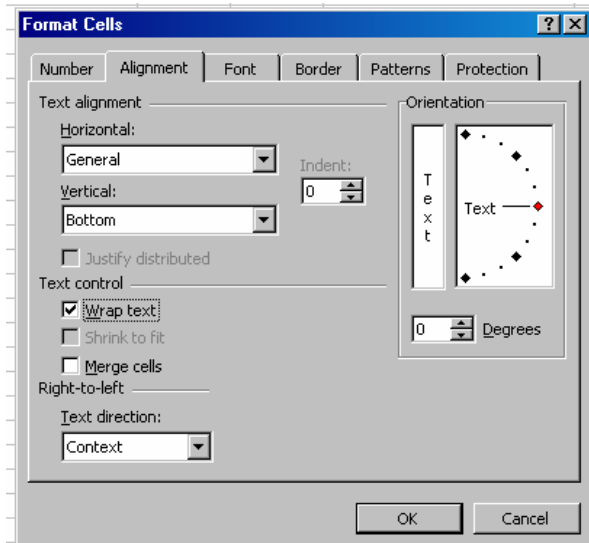 Format Cells
Number Alignment Font Border Patterns Protection
Text alignment
Horizontal:
General
Indent:
0
Vertical:
Bottom
Justify distributed
Text control
Wrap text
Shrink to fit
Merge cells
Right-to-left
Text direction:
Context
Orientation
T
e
x
t
Text
0 Degrees
OK Cancel